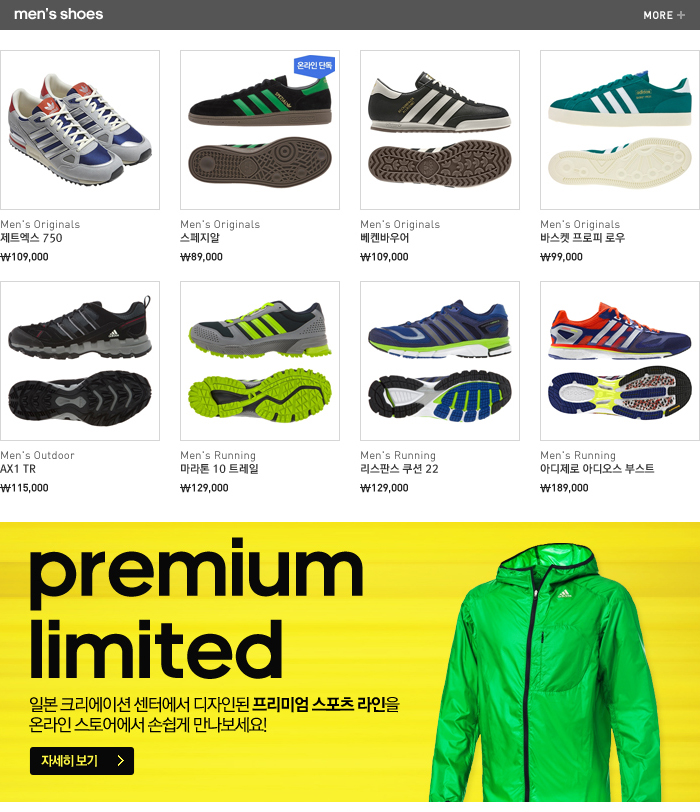 men's shoes
MORE +
온라인 단독
Men's Originals
제트엑스 750
₩109,000
Men's Originals
스페지알
₩89,000
Men's Originals
베켄바우어
₩109,000
Men's Originals
바스켓 프로피 로우
₩99,000
Men's Outdoor
AX1 TR
₩115,000
Men's Running
마라톤 10 트레일
₩129,000
Men's Running
리스판스 쿠션 22
₩129,000
Men's Running
아디제로 아디오스 부스트
₩189,000
premium
limited
일본 크리에이션 센터에서 디자인된 프리미엄 스포츠 라인을
온라인 스토어에서 손쉽게 만나보세요!
자세히 보기